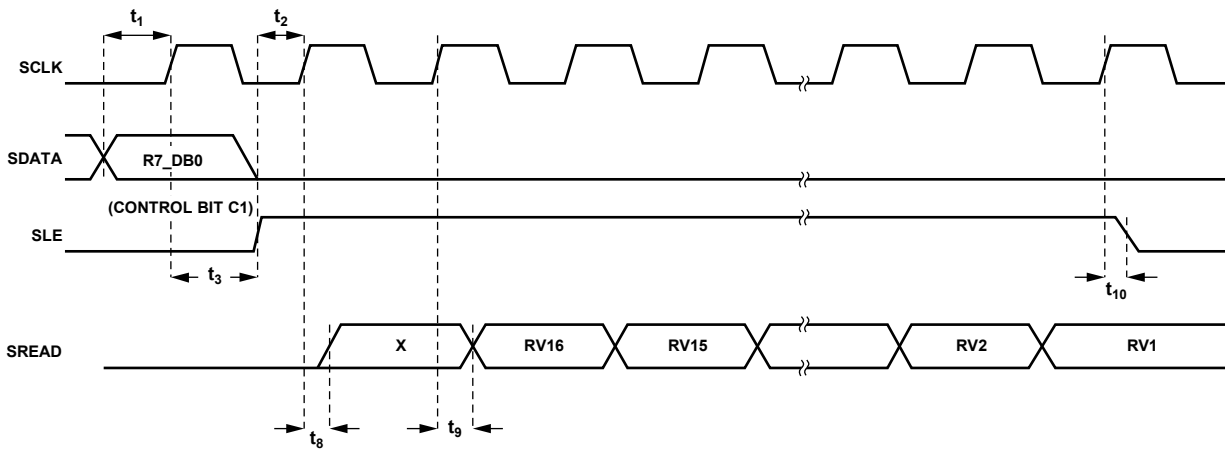 t1 t2
SCLK
SDATA R7_DB0
(CONTROL BIT C1)
SLE
t3 t10
SREAD X RV16 RV15 RV2 RV1
t8 t9